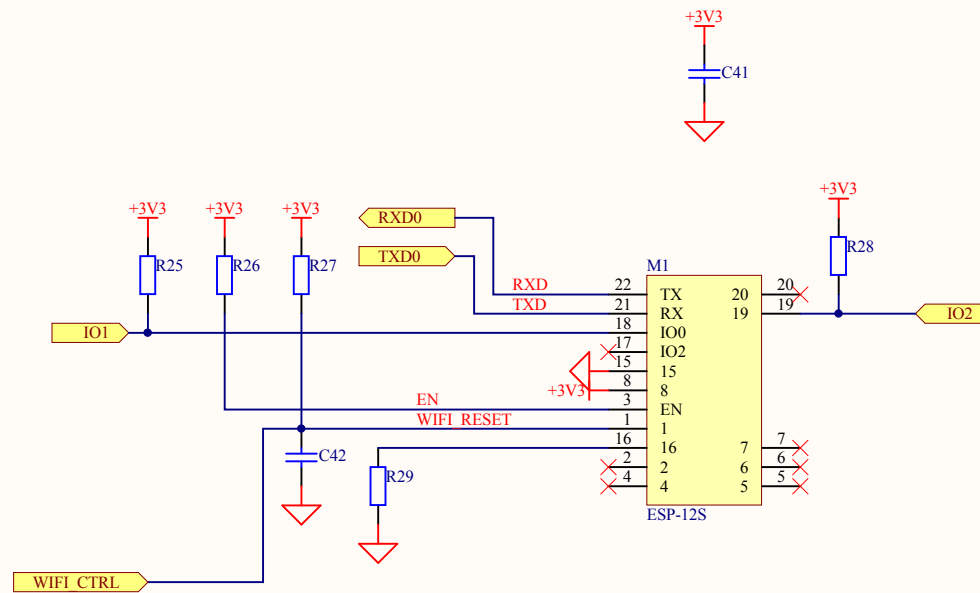 +3V3
C41
+3V3
+3V3
+3V3
RXD0
+3V3
TXD0
R25
R26
R27
R28
M1
RXD
22
TX
20
20
TXD
21
RX
19
19
IO1
18
IO0
IO2
17
IO2
15
15
+3V3
8
8
EN
3
EN
WIFI_RESET
1
1
16
16
7
7
C42
2
2
6
6
R29
4
4
5
5
ESP-12S
WIFI_CTRL